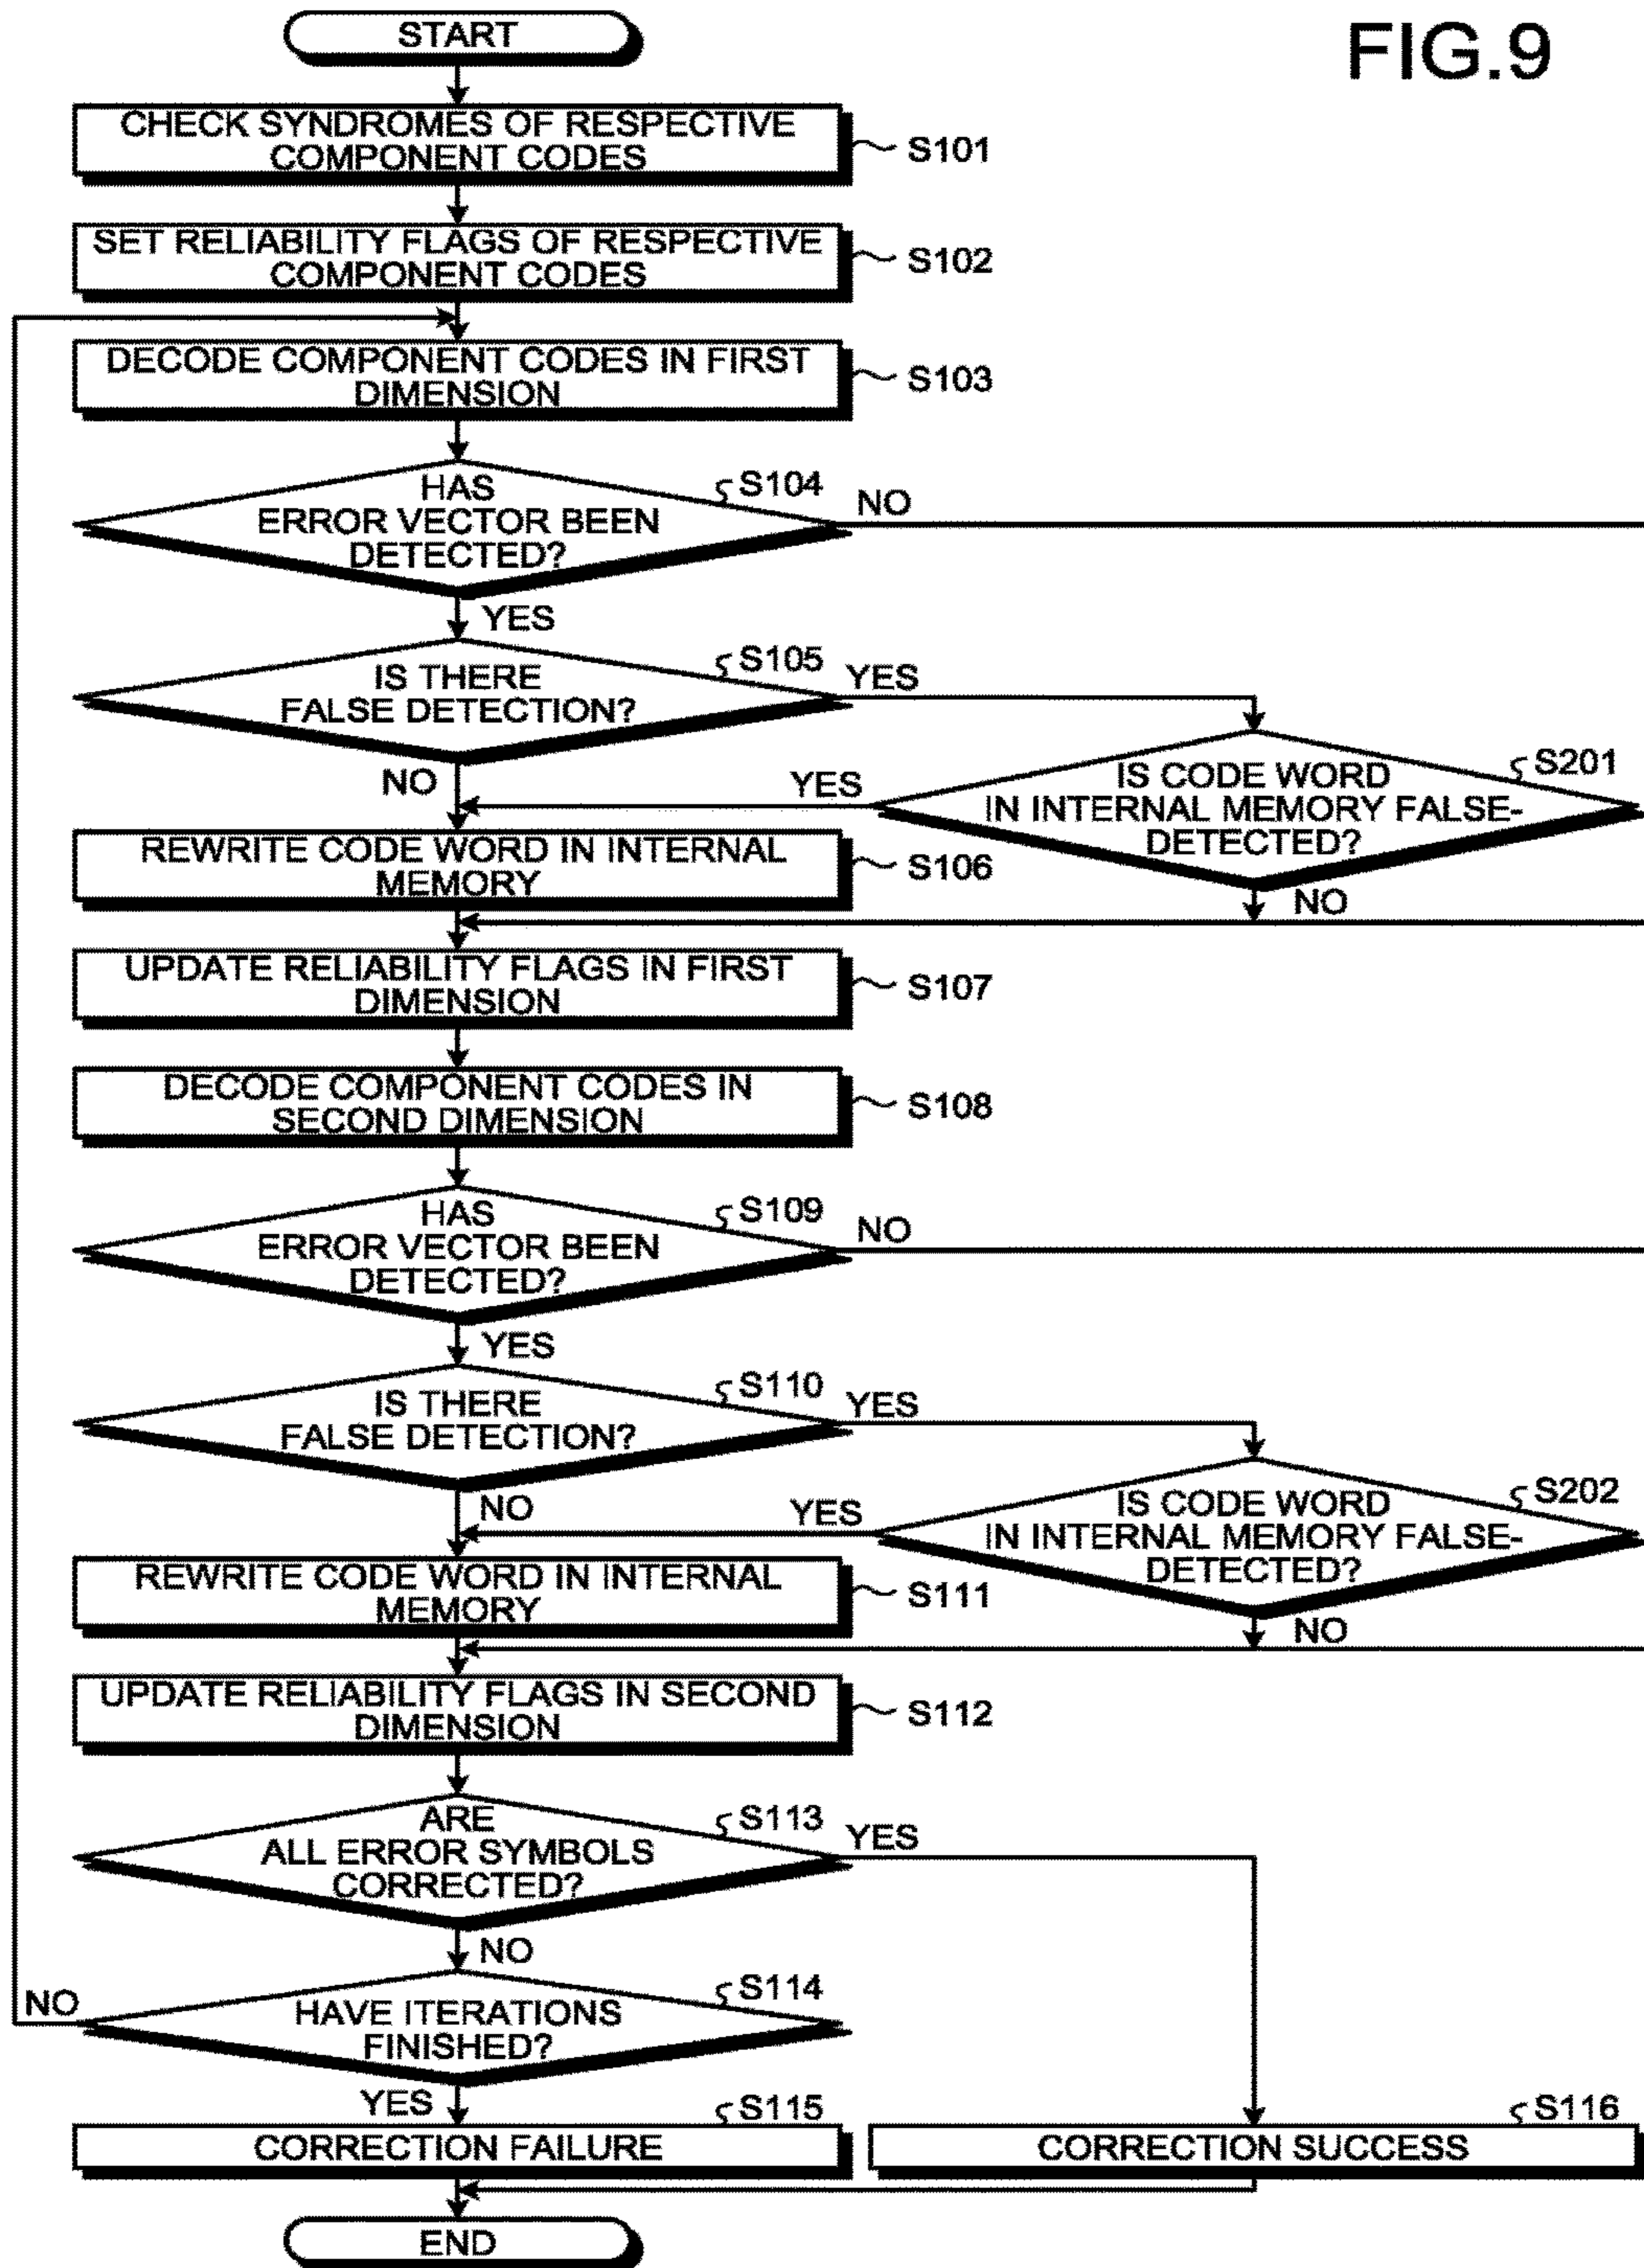 FIG.9
START
CHECK SYNDROMES OF RESPECTIVE
COMPONENT CODES
S101
SET RELIABILITY FLAGS OF RESPECTIVE
COMPONENT CODES
S102
DECODE COMPONENT CODES IN FIRST
DIMENSION
S103
HAS
ERROR VECTOR BEEN
DETECTED?
S104
NO
YES
IS THERE
FALSE DETECTION?
S105
YES
NO
IS CODE WORD
IN INTERNAL MEMORY FALSE-
DETECTED?
S201
YES
NO
REWRITE CODE WORD IN INTERNAL
MEMORY
S106
UPDATE RELIABILITY FLAGS IN FIRST
DIMENSION
S107
DECODE COMPONENT CODES IN
SECOND DIMENSION
S108
HAS
ERROR VECTOR BEEN
DETECTED?
S109
NO
YES
IS THERE
FALSE DETECTION?
S110
YES
NO
IS CODE WORD
IN INTERNAL MEMORY FALSE-
DETECTED?
S202
YES
NO
REWRITE CODE WORD IN INTERNAL
MEMORY
S111
UPDATE RELIABILITY FLAGS IN SECOND
DIMENSION
S112
ARE
ALL ERROR SYMBOLS
CORRECTED?
S113
YES
NO
HAVE ITERATIONS
FINISHED?
S114
NO
YES
CORRECTION FAILURE
S115
CORRECTION SUCCESS
S116
END